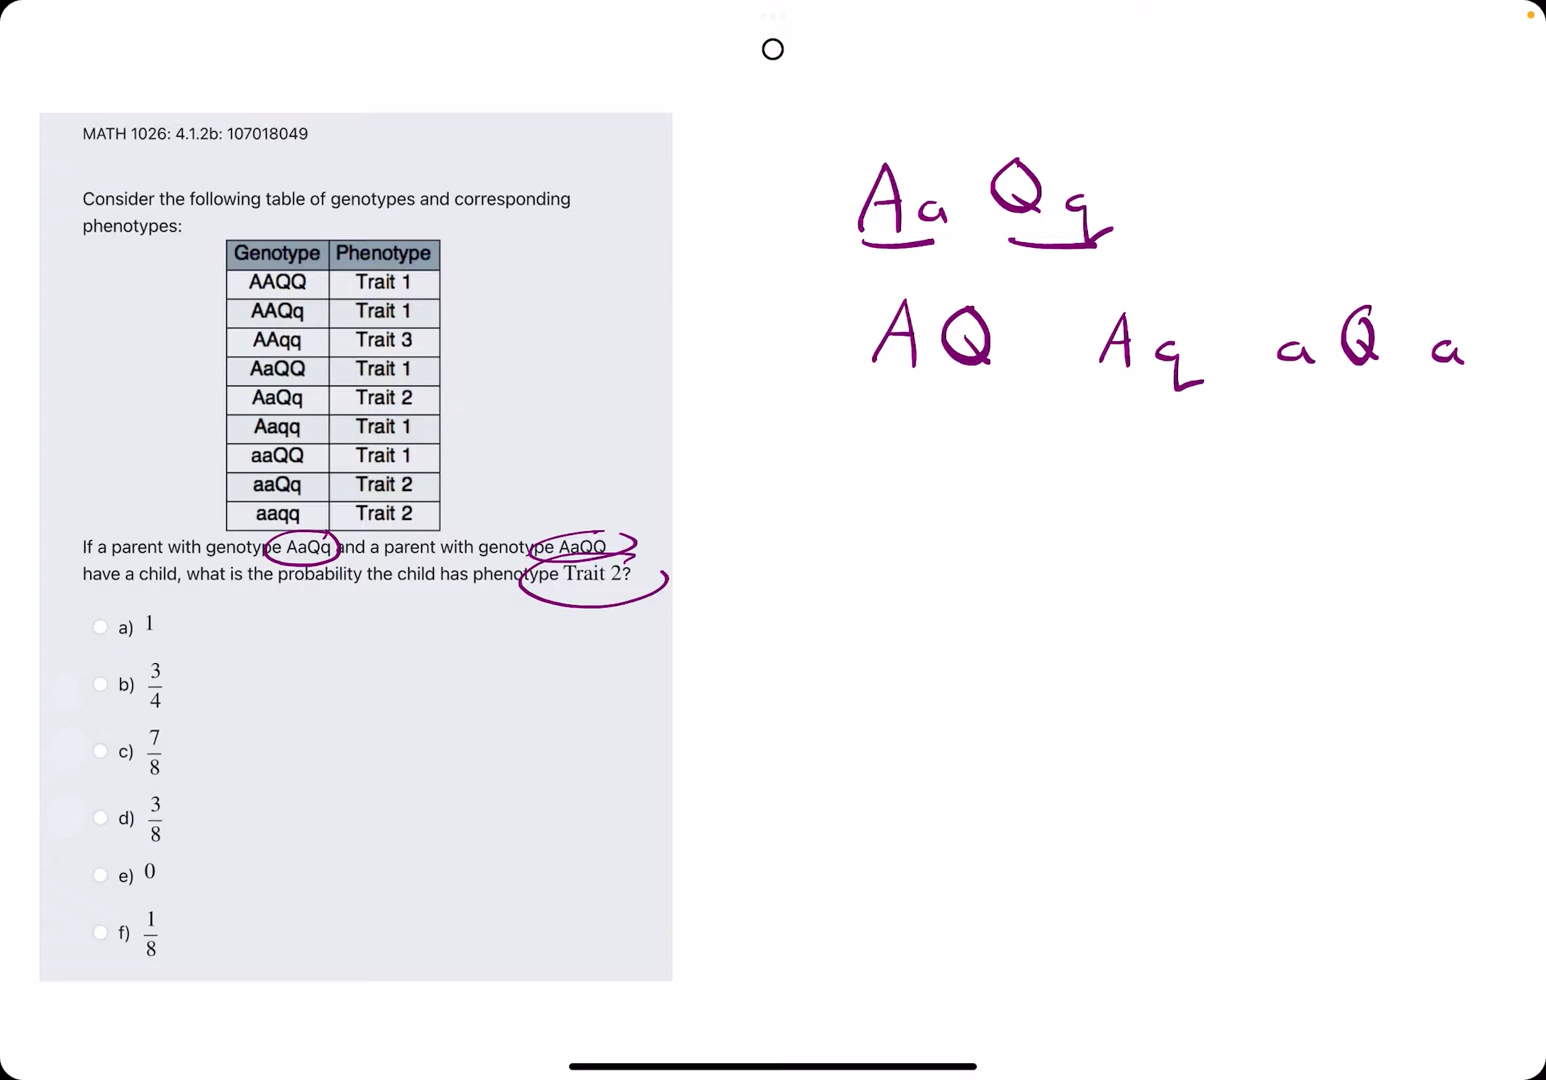 MATH 1026: 4.1.2b: 107018049
Consider the following table of genotypes and corresponding
phenotypes:
Genotype Phenotype
AAQQ Trait 1
AAQq Trait 1
AAqq Trait 3
AaQQ Trait 1
AaQq Trait 2
Aaqq Trait 1
aaQQ Trait 1
aaQq Trait 2
aaqq Trait 2
If a parent with genotype AaQq and a parent with genotype AaQQ
have a child, what is the probability the child has phenotype Trait 2?
a) 1
b) 3/4
c) 7/8
d) 3/8
e) 0
f) 1/8
Aa Qq
AQ Aq aQ a